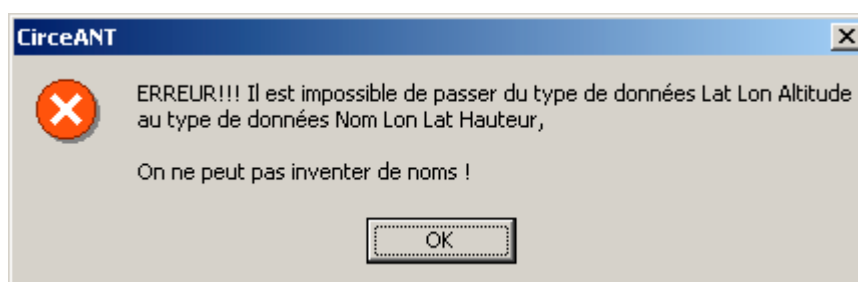 CirceANT
ERREUR!!! Il est impossible de passer du type de données Lat Lon Altitude
au type de données Nom Lon Lat Hauteur,
On ne peut pas inventer de noms !
OK